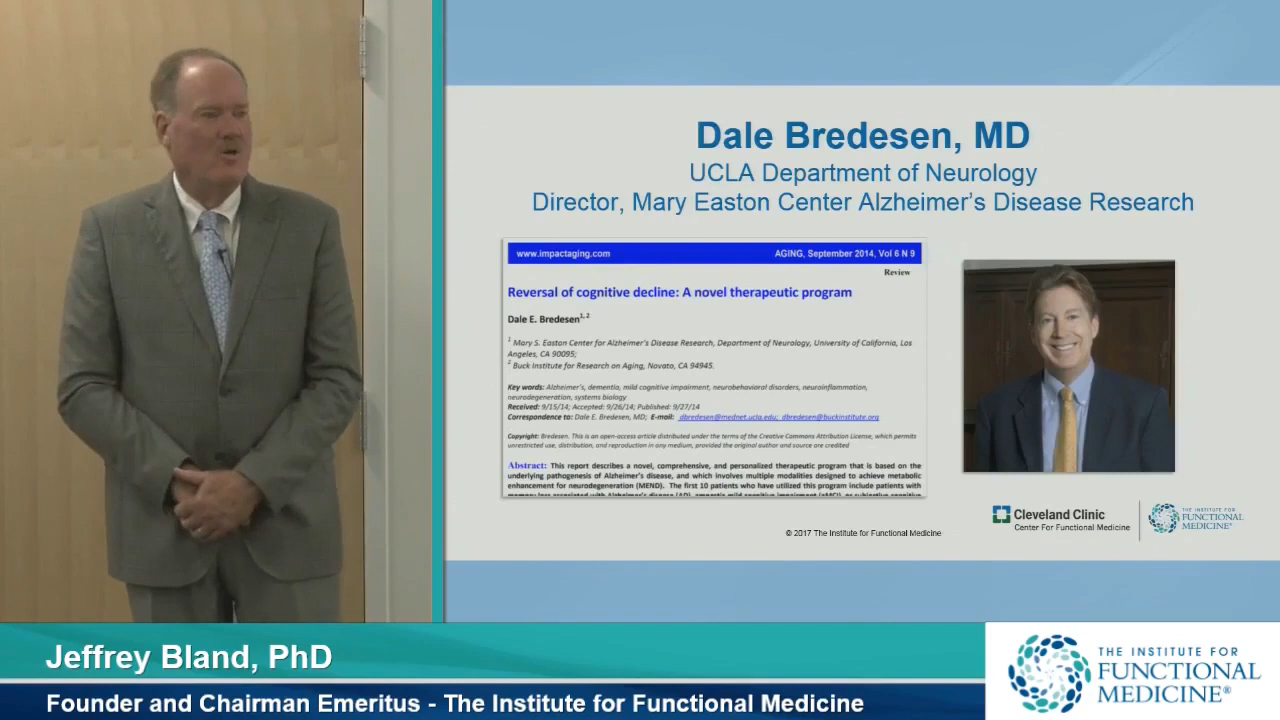 Dale Bredesen, MD
UCLA Department of Neurology
Director, Mary Easton Center Alzheimer's Disease Research
www.impactaging.com AGING, September 2014, Vol 6 N 9
Review
Reversal of cognitive decline: A novel therapeutic program
Dale E. Bredesen1,2
1 Mary S. Easton Center for Alzheimer's Disease Research, Department of Neurology, University of California, Los
Angeles, CA 90095;
2 Buck Institute for Research on Aging, Novato, CA 94945.
Key words: Alzheimer's, dementia, mild cognitive impairment, neurobehavioral disorders, neuroinflammation,
neurodegeneration, systems biology
Received: 9/15/14; Accepted: 9/26/14; Published: 9/27/14
Correspondence to: Dale E. Bredesen, MD; E-mail: dbredesen@mednet.ucla.edu; dbredesen@buckinstitute.org
Copyright: Bredesen. This is an open-access article distributed under the terms of the Creative Commons Attribution License, which permits
unrestricted use, distribution, and reproduction in any medium, provided the original author and source are credited
Abstract: This report describes a novel, comprehensive, and personalized therapeutic program that is based on the
underlying pathogenesis of Alzheimer's disease, and which involves multiple modalities designed to achieve metabolic
enhancement for neurodegeneration (MEND). The first 10 patients who have utilized this program include patients with
Cleveland Clinic
Center For Functional Medicine
THE INSTITUTE FOR
FUNCTIONAL
MEDICINE®
© 2017 The Institute for Functional Medicine
Jeffrey Bland, PhD
Founder and Chairman Emeritus - The Institute for Functional Medicine
THE INSTITUTE FOR
FUNCTIONAL
MEDICINE®